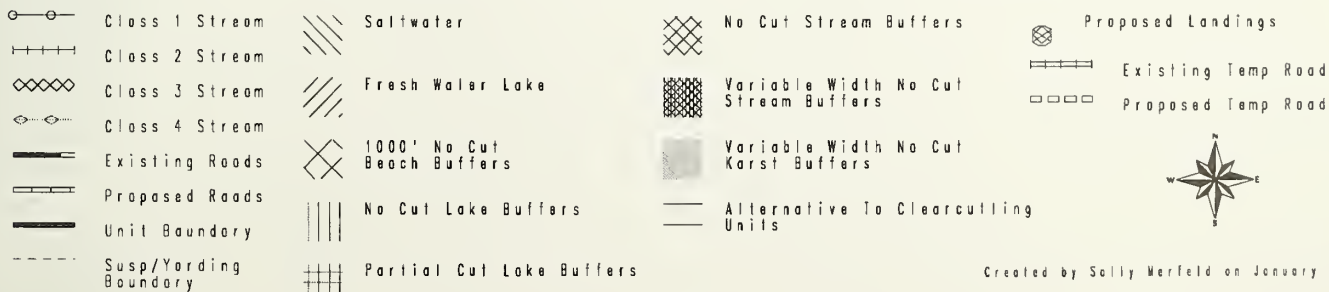 Class 1 Stream
Class 2 Stream
Class 3 Stream
Class 4 Stream
Existing Roads
Proposed Roads
Unit Boundary
Susp/Yarding
Boundary
Saltwater
Fresh Water Lake
1000' No Cut
Beach Buffers
No Cut Lake Buffers
Partial Cut Lake Buffers
No Cut Stream Buffers
Variable Width No Cut
Stream Buffers
Variable Width No Cut
Karst Buffers
Alternative To Clearcutting
Units
Proposed Landings
Existing Temp Road
Proposed Temp Road
N
W E
S
Created by Sally Merfeld on January